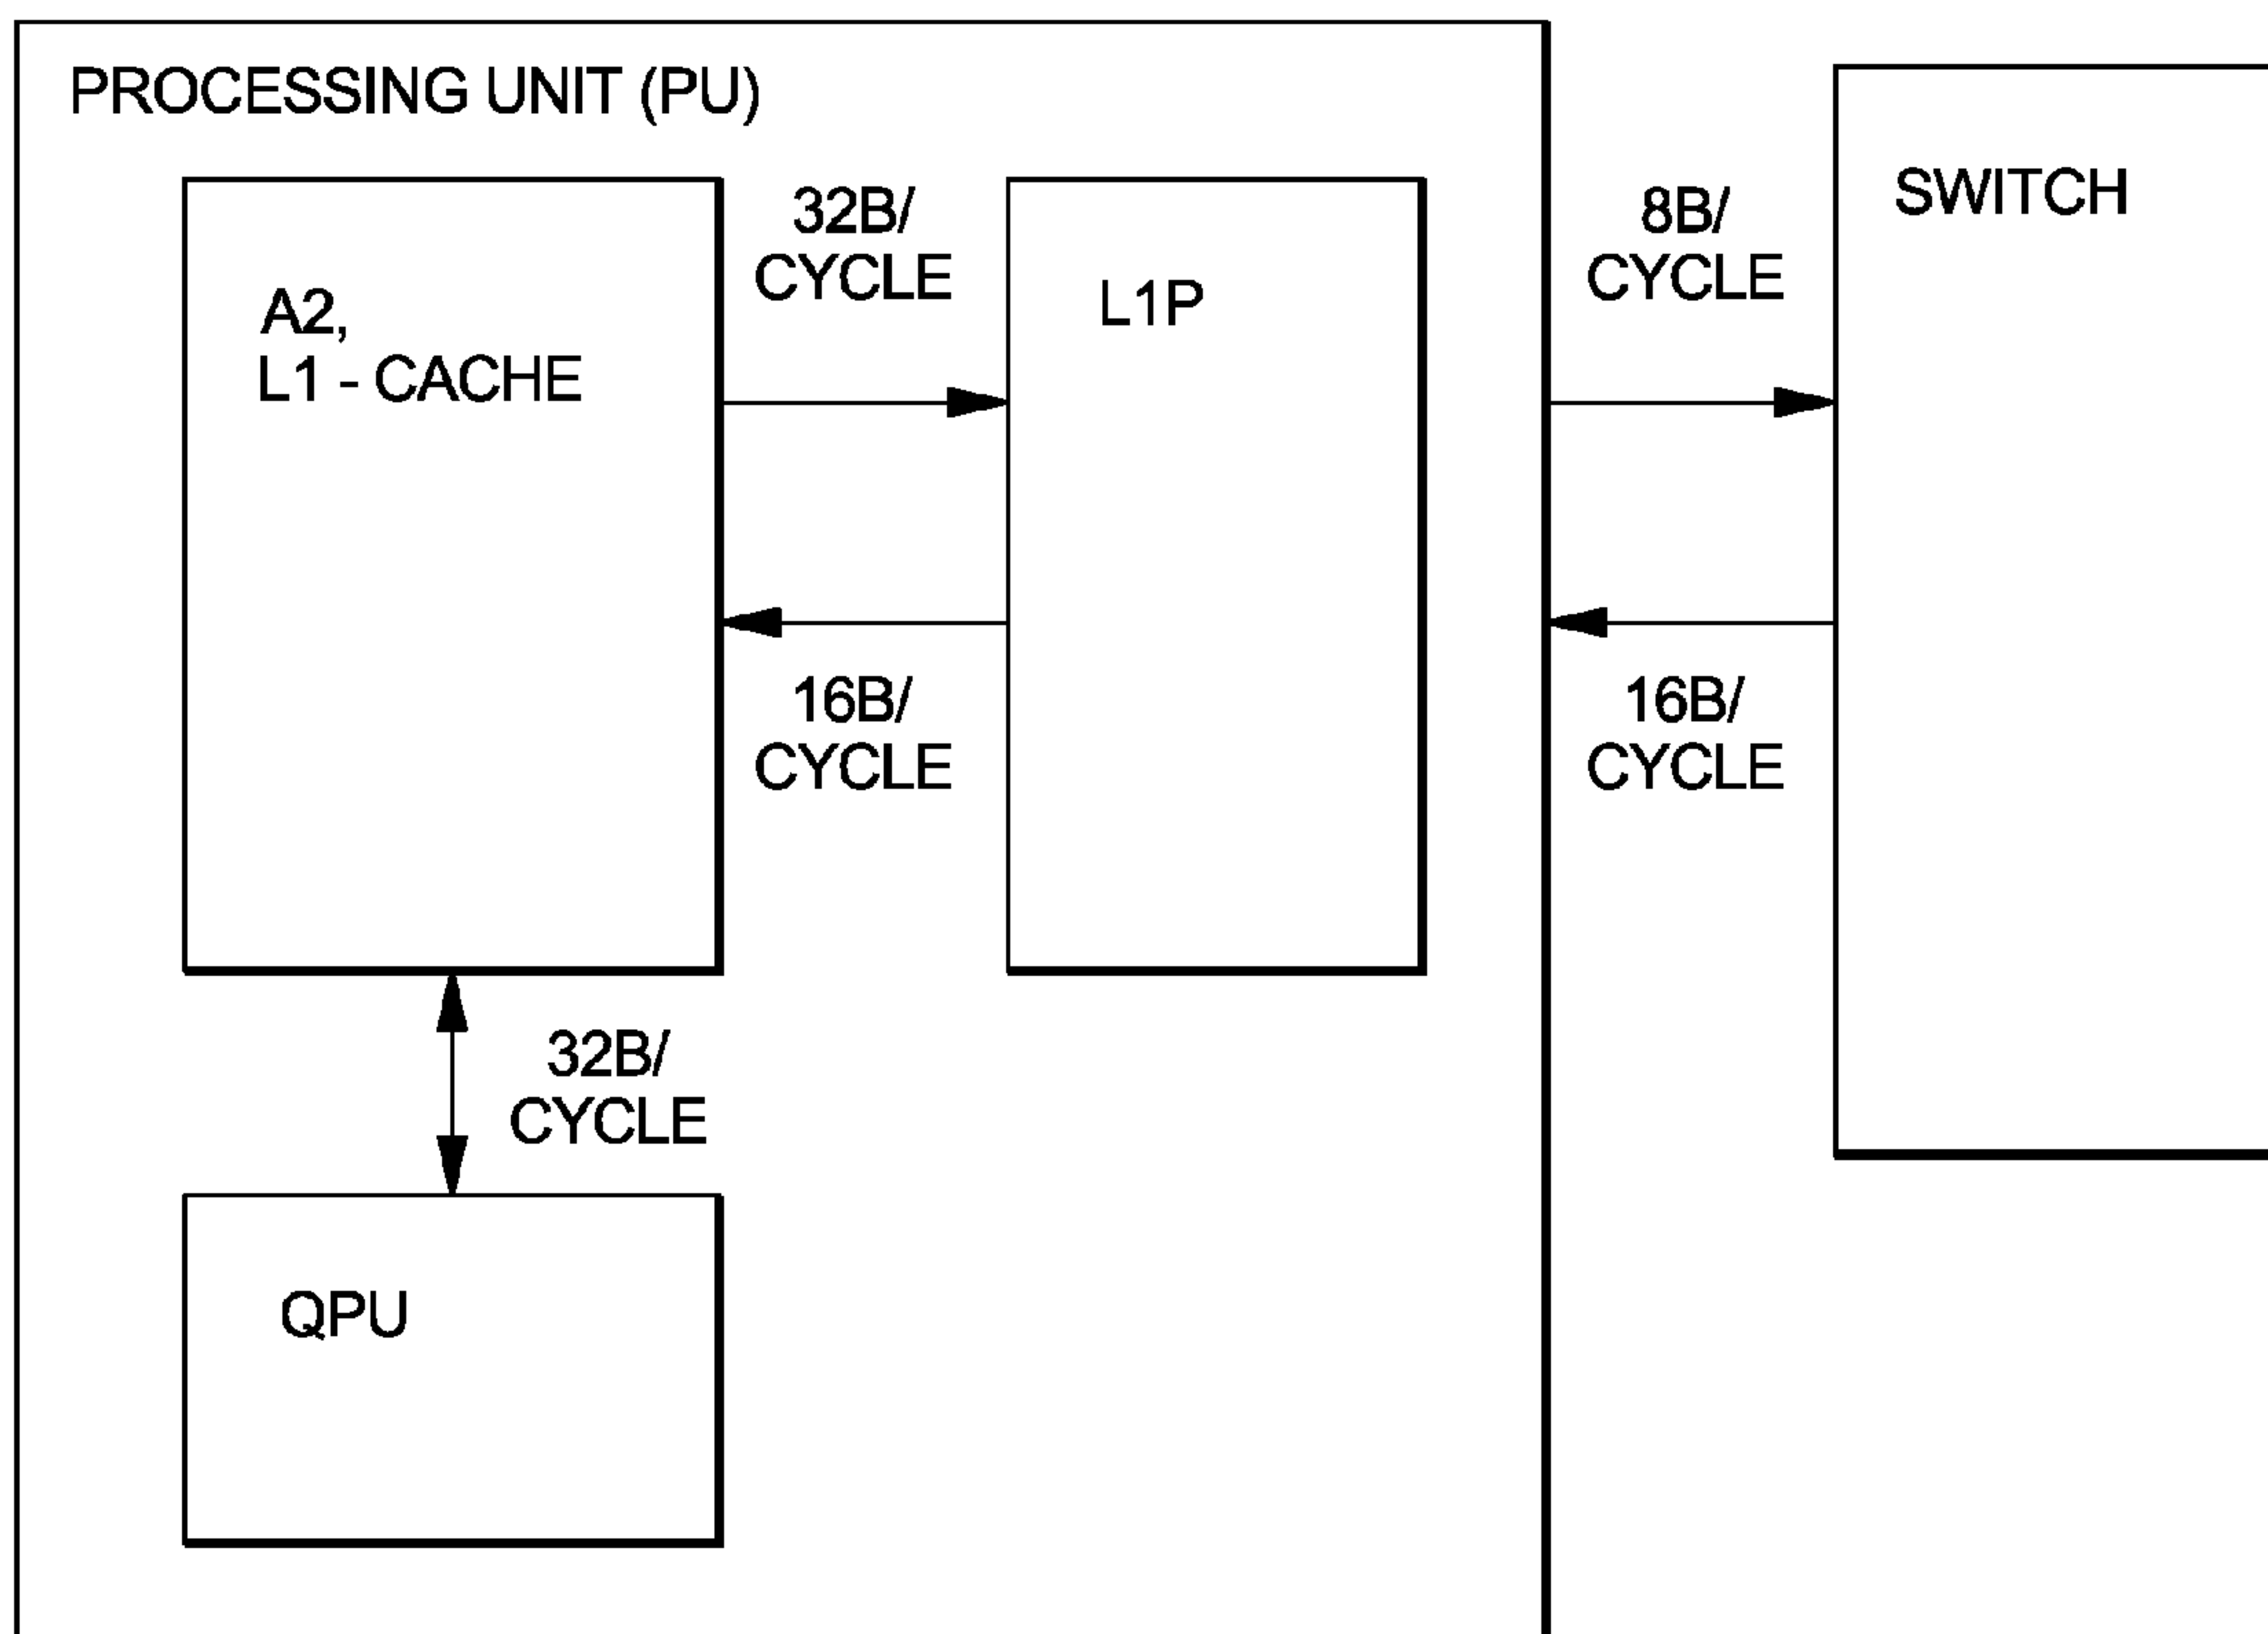 PROCESSING UNIT (PU)
A2,
L1 - CACHE
32B/
CYCLE
L1P
16B/
CYCLE
32B/
CYCLE
QPU
8B/
CYCLE
16B/
CYCLE
SWITCH